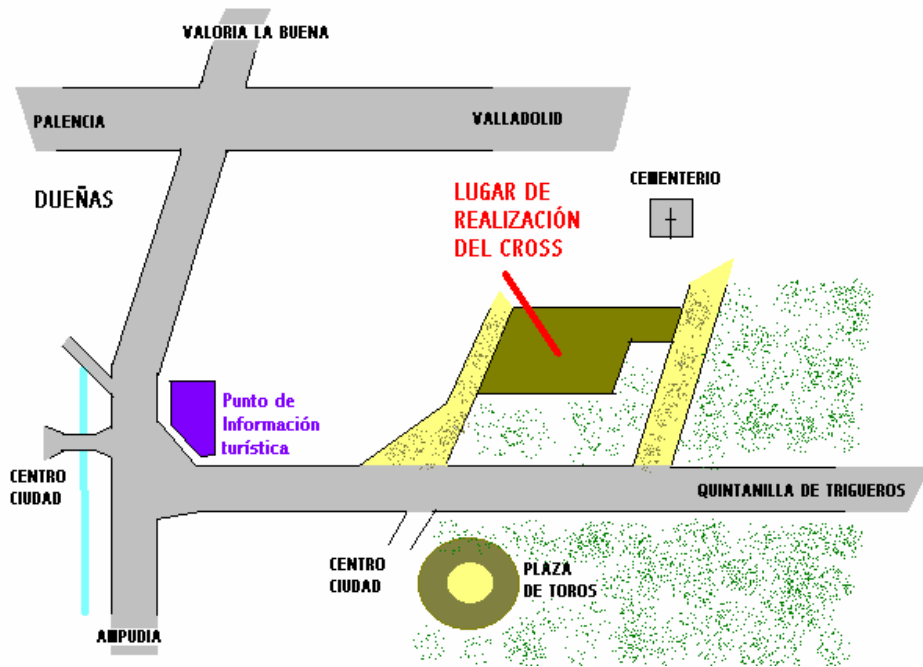 VALORIA LA BUENA
PALENCIA
VALLADOLID
DUEÑAS
CEMENTERIO
LUGAR DE
REALIZACIÓN
DEL CROSS
Punto de
Información
turística
CENTRO
CIUDAD
QUINTANILLA DE TRIGUEROS
CENTRO
CIUDAD
PLAZA
DE TOROS
AMPUDIA